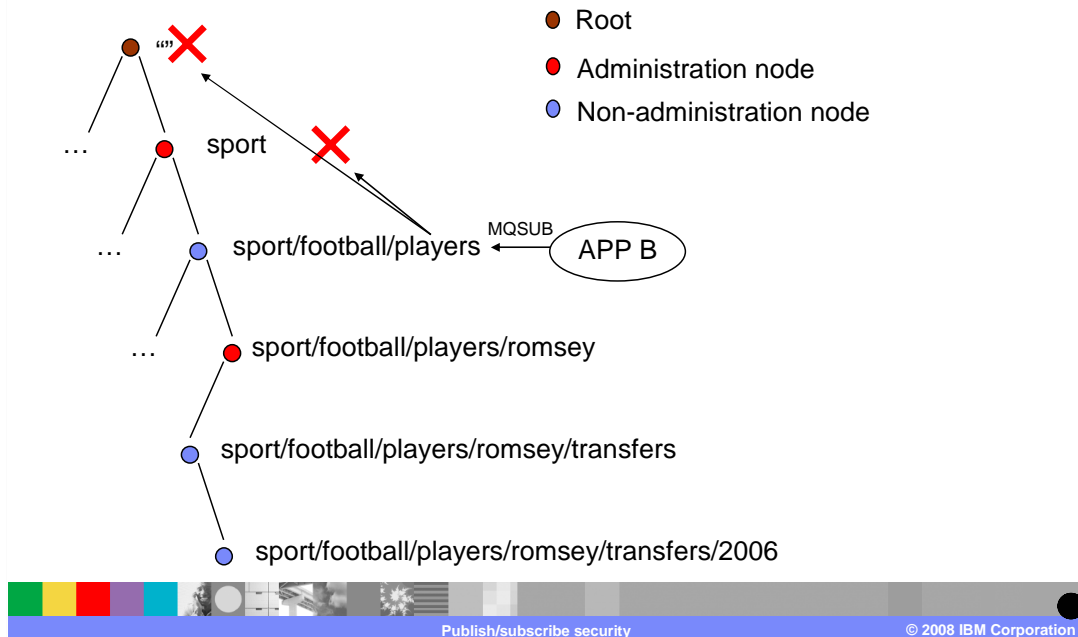 Root
“”
Administration node
Non-administration node
…
sport
MQSUB
…
sport/football/players
APP B
…
sport/football/players/romsey
sport/football/players/romsey/transfers
sport/football/players/romsey/transfers/2006
Publish/subscribe security
© 2008 IBM Corporation